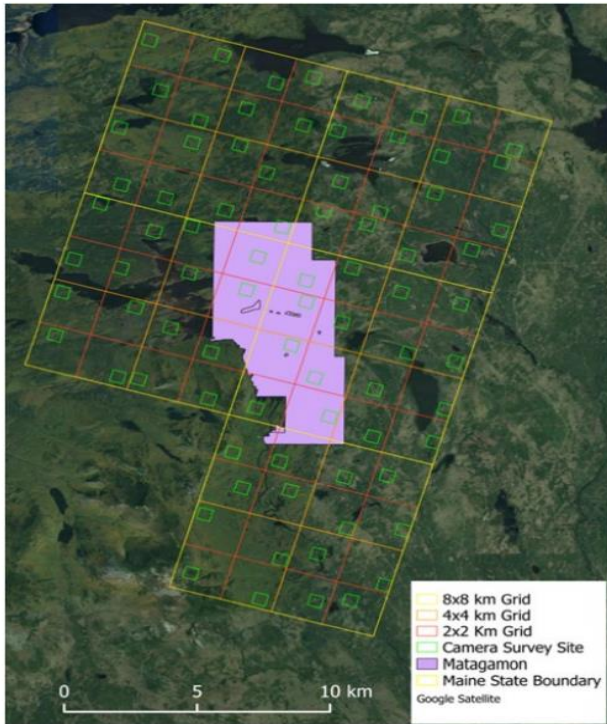 8x8 km Grid
4x4 km Grid
2x2 Km Grid
Camera Survey Site
Matagamon
Maine State Boundary
Google Satellite
0 5 10 km